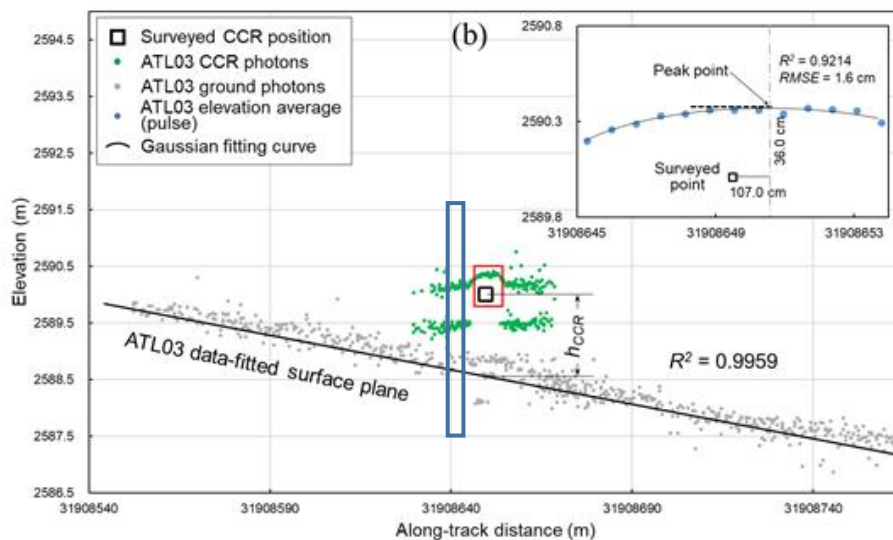 (b)
Surveyed CCR position
ATL03 CCR photons
ATL03 ground photons
ATL03 elevation average
(pulse)
Gaussian fitting curve
2590.8
2590.3
2589.8
R² = 0.9214
RMSE = 1.6 cm
Peak point
36.0 cm
Surveyed
point
107.0 cm
31908645
31908649
31908653
Elevation (m)
2594.5
2593.5
2592.5
2591.5
2590.5
2589.5
2588.5
2587.5
2586.5
hCCR
R² = 0.9959
ATL03 data-fitted surface plane
31908540
31908590
31908640
31908690
31908740
Along-track distance (m)